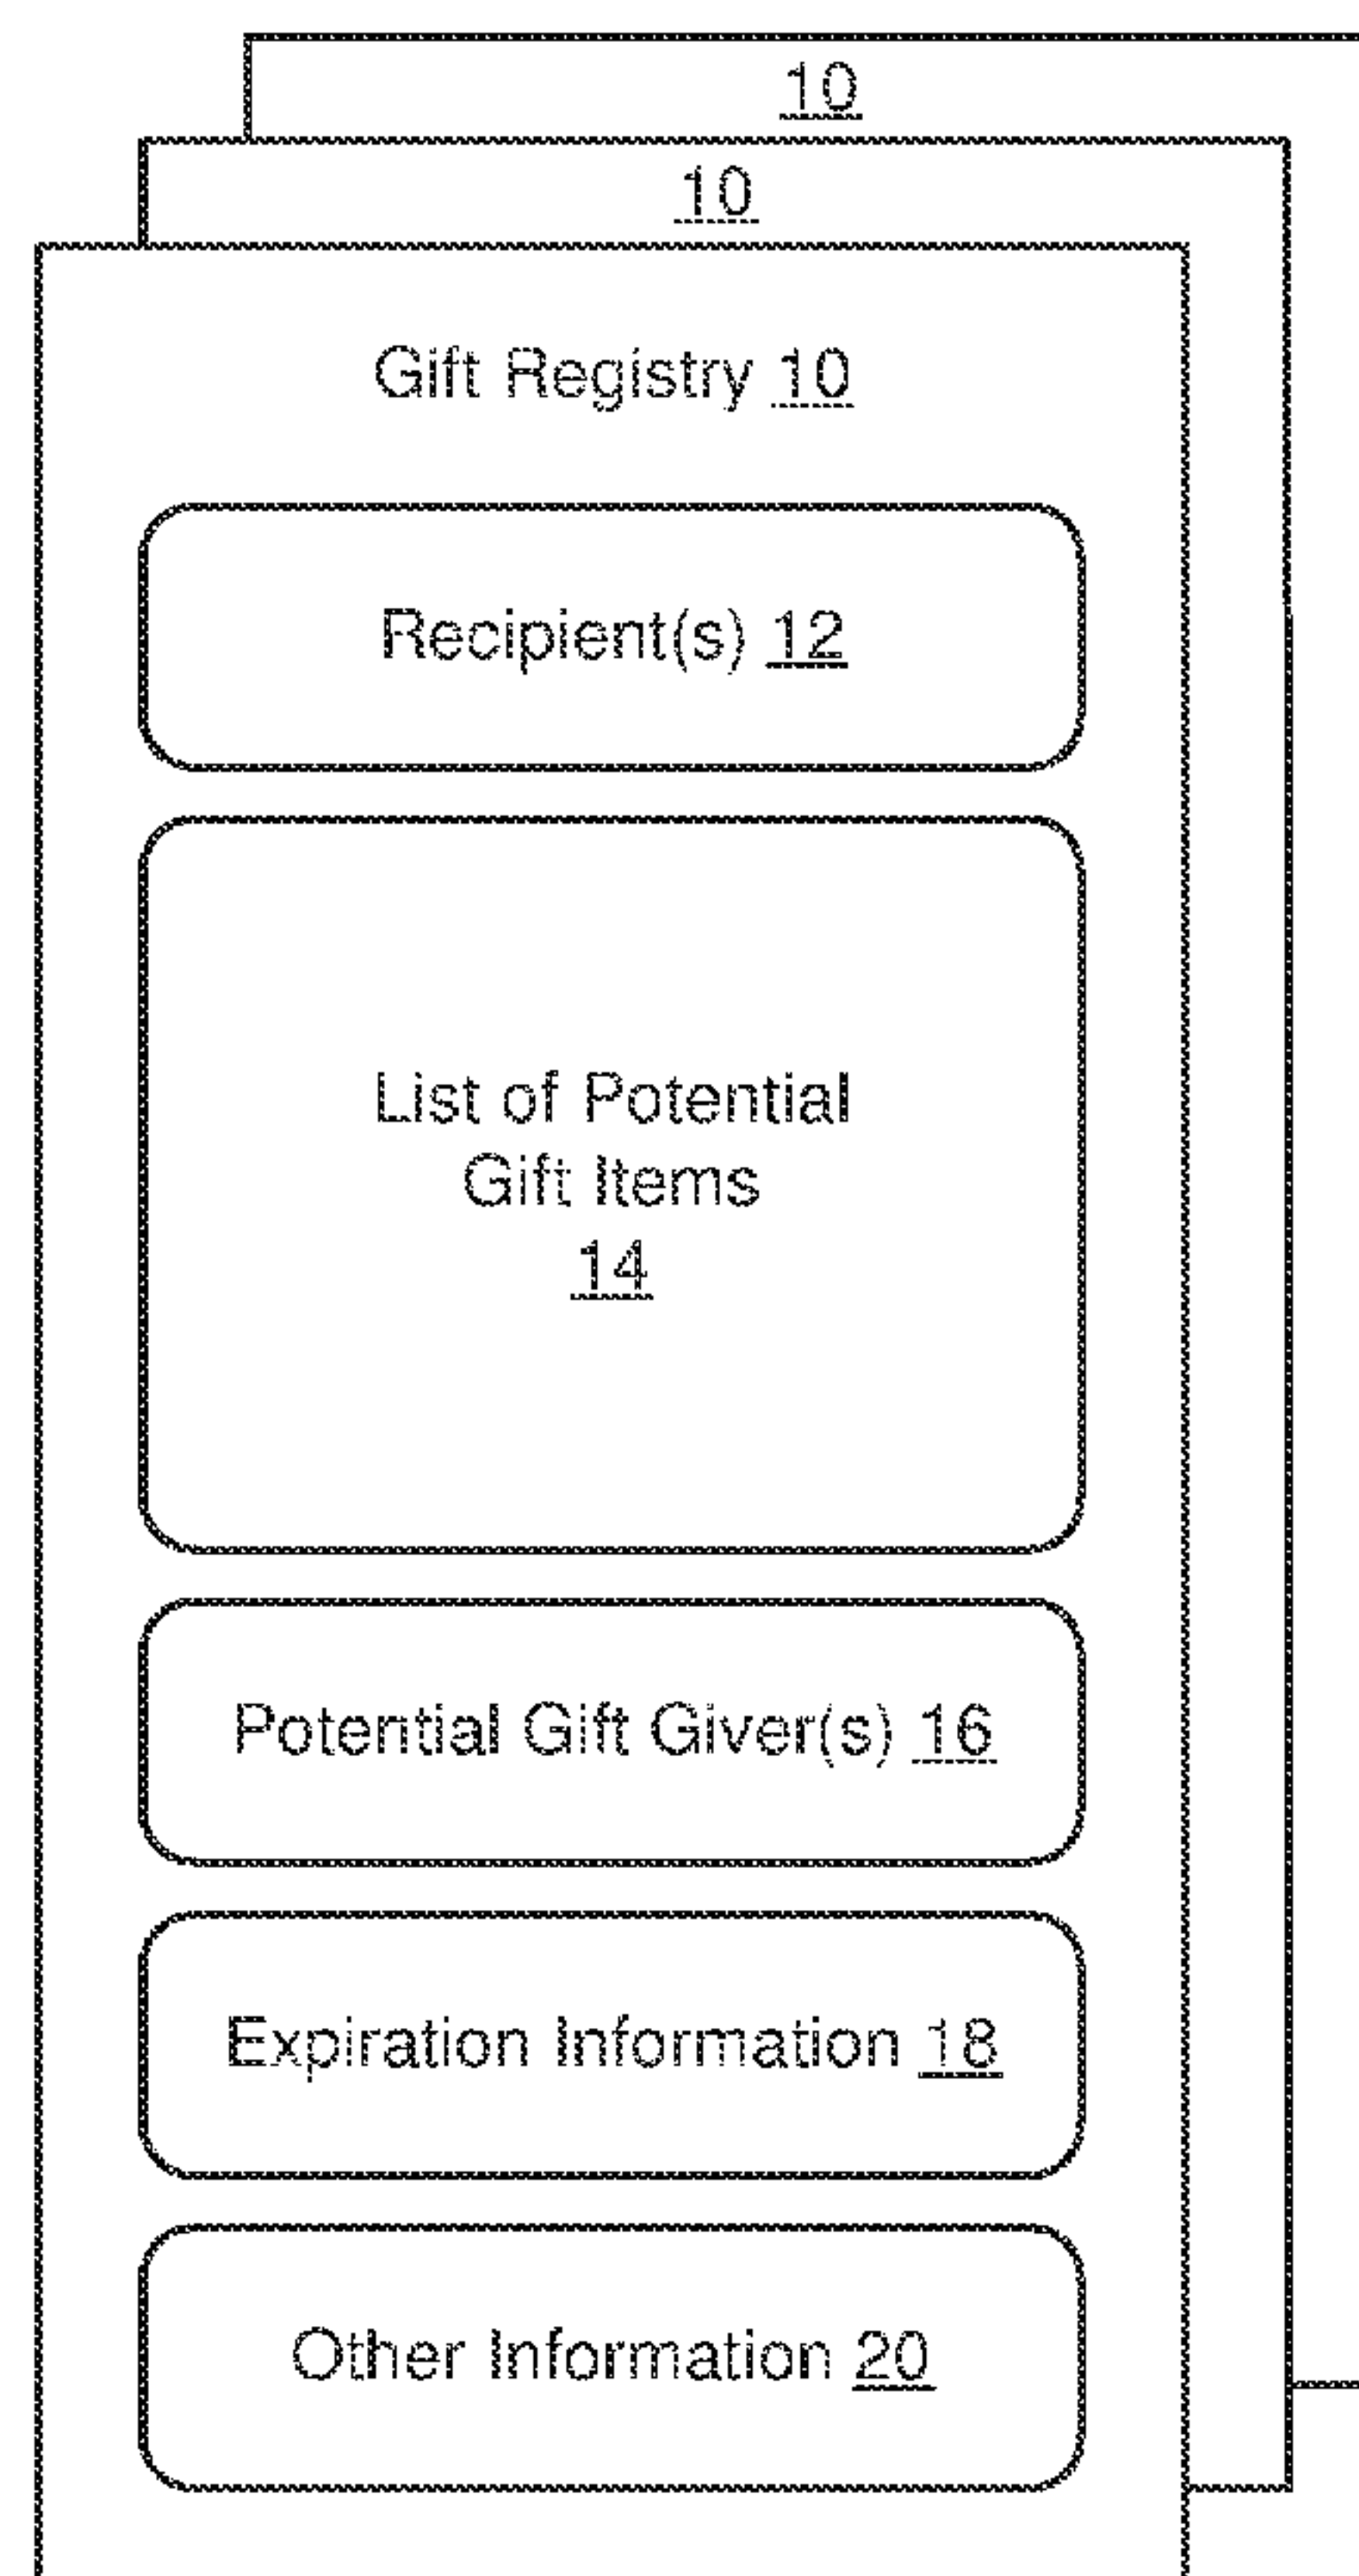 10
10
Gift Registry 10
Recipient(s) 12
List of Potential
Gift Items
14
Potential Gift Giver(s) 16
Expiration Information 18
Other Information 20